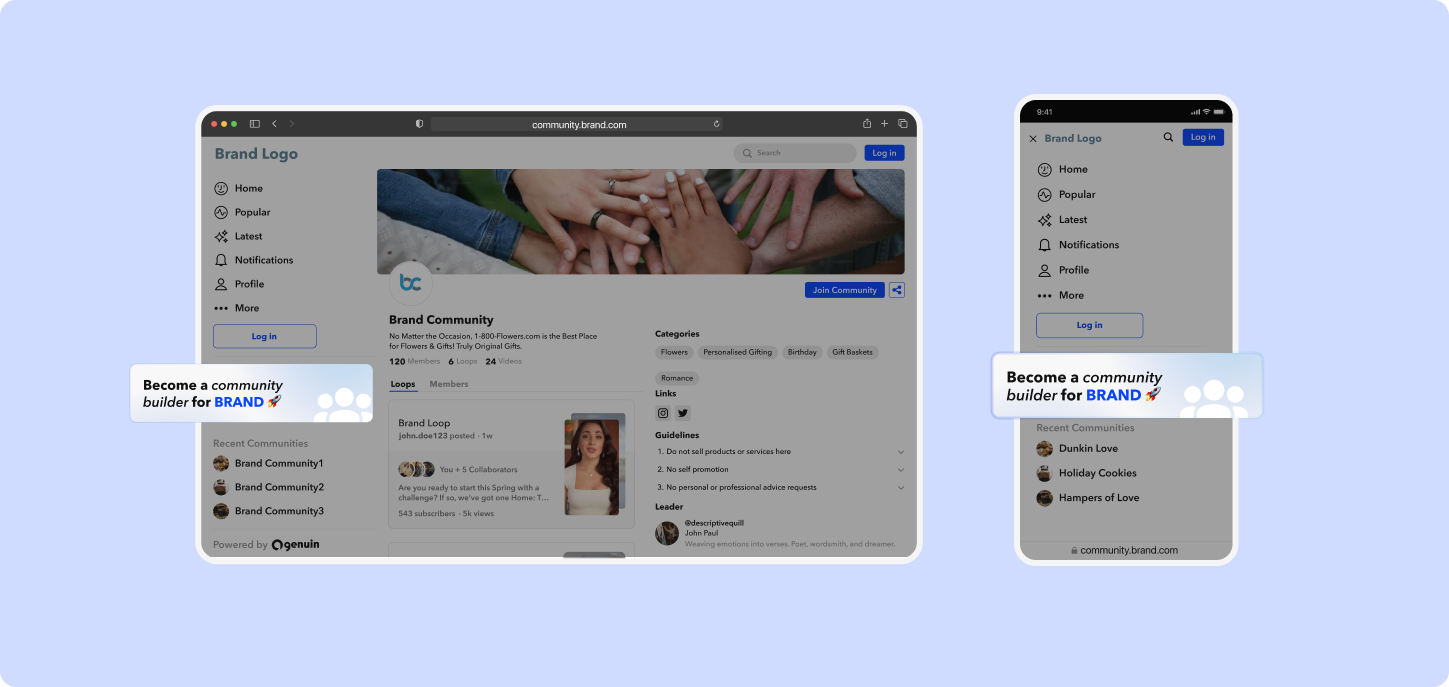 community.brand.com
Brand Logo
Search
Log in
Home
Popular
Latest
Notifications
Profile
More
Log in
Become a community
builder for BRAND 🚀
Recent Communities
Brand Community1
Brand Community2
Brand Community3
Powered by genuin
bc
Join Community
Brand Community
No Matter the Occasion, 1-800-Flowers.com is the Best Place
for Flowers & Gifts! Truly Original Gifts.
120 Members 6 Loops 24 Videos
Loops Members
Brand Loop
john.doe123 posted · 1w
You + 5 Collaborators
Are you ready to start this Spring with a
challenge? If so, we've got one Home: T...
543 subscribers · 5k views
Categories
Flowers Personalised Gifting Birthday Gift Baskets
Romance
Links
Guidelines
1. Do not sell products or services here
2. No self promotion
3. No personal or professional advice requests
Leader
@descriptivequill
John Paul
Weaving emotions into verses. Poet, wordsmith, and dreamer.
9:41
Brand Logo
Log in
Home
Popular
Latest
Notifications
Profile
More
Log in
Become a community
builder for BRAND 🚀
Recent Communities
Dunkin Love
Holiday Cookies
Hampers of Love
community.brand.com